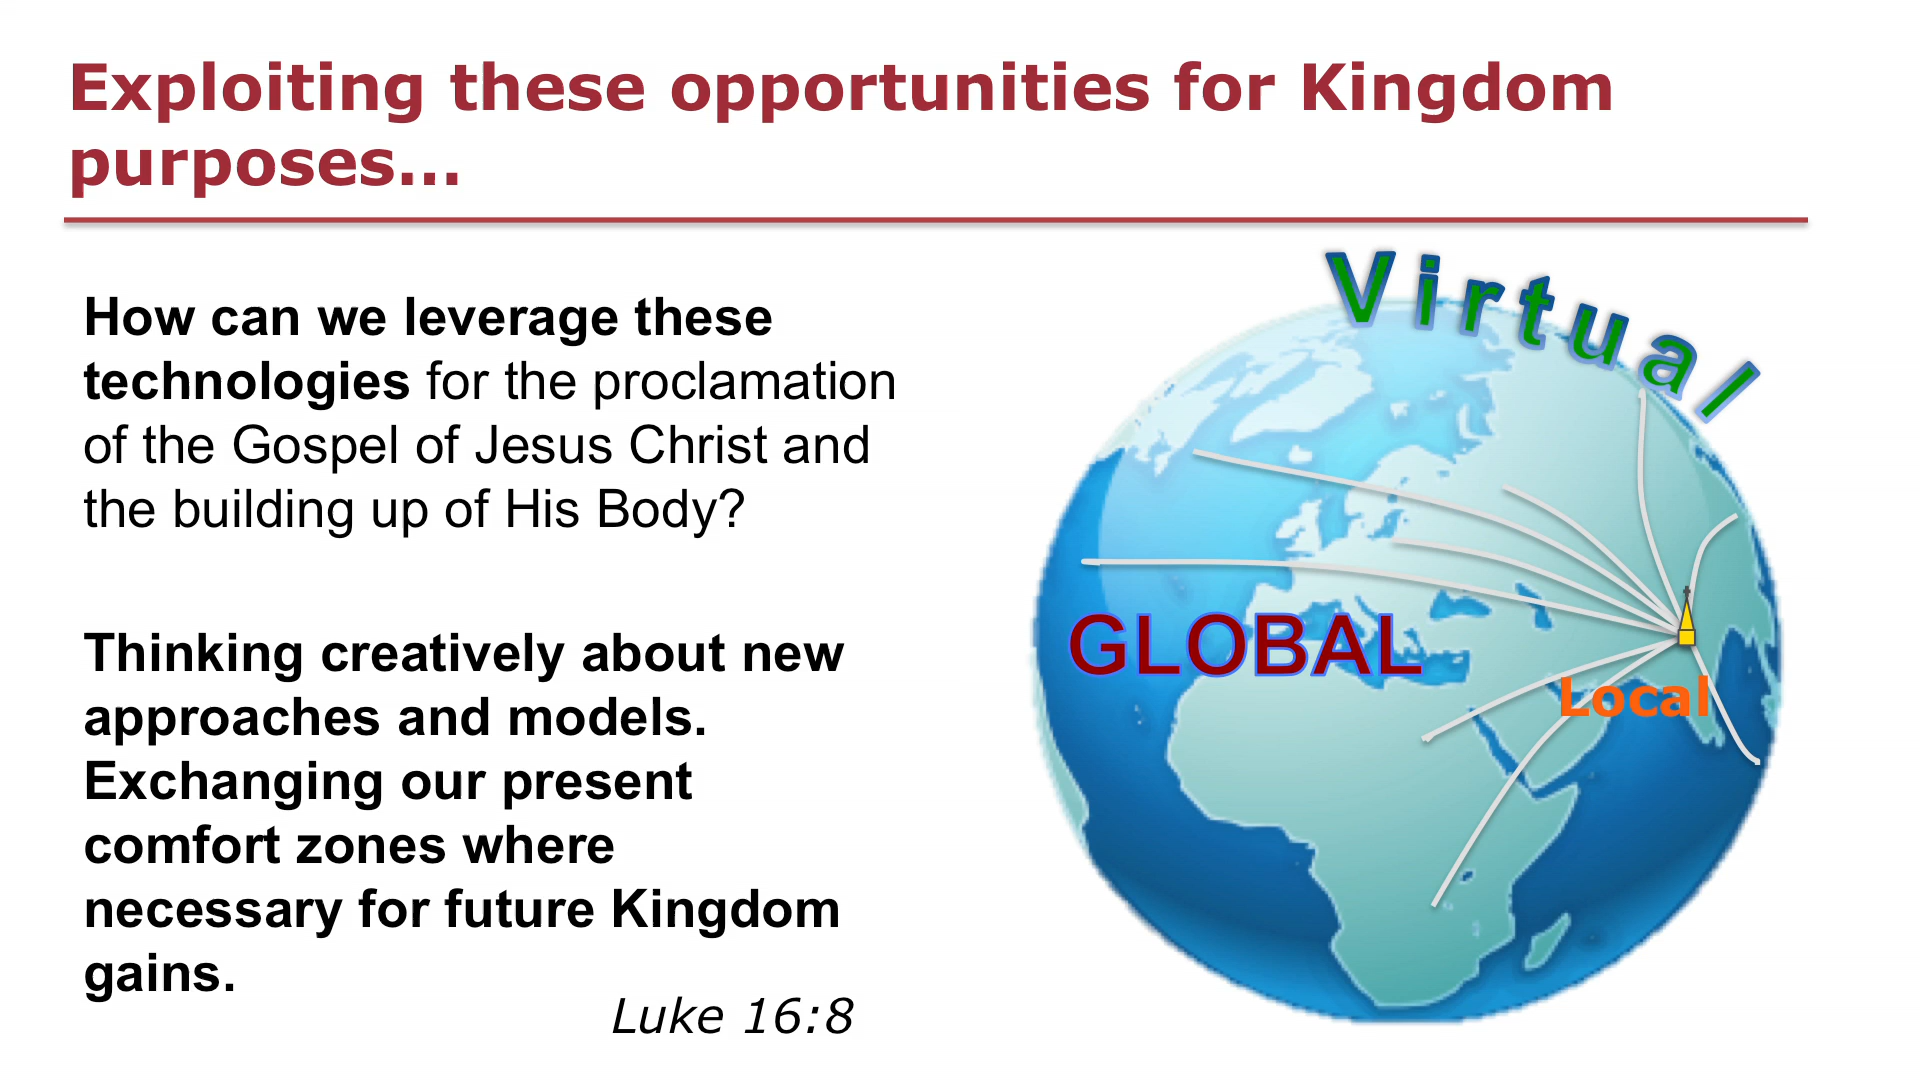 Exploiting these opportunities for Kingdom
purposes...
How can we leverage these
technologies for the proclamation
of the Gospel of Jesus Christ and
the building up of His Body?
Thinking creatively about new
approaches and models.
Exchanging our present
comfort zones where
necessary for future Kingdom
gains.
Luke 16:8
Virtual
GLOBAL
Local